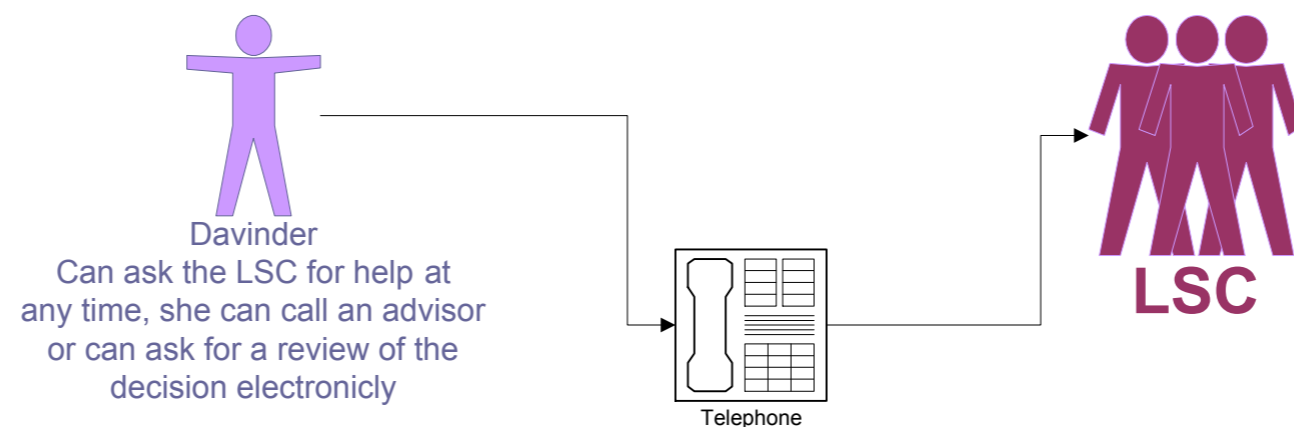 Davinder
Can ask the LSC for help at
any time, she can call an advisor
or can ask for a review of the
decision electronicly
Telephone
LSC